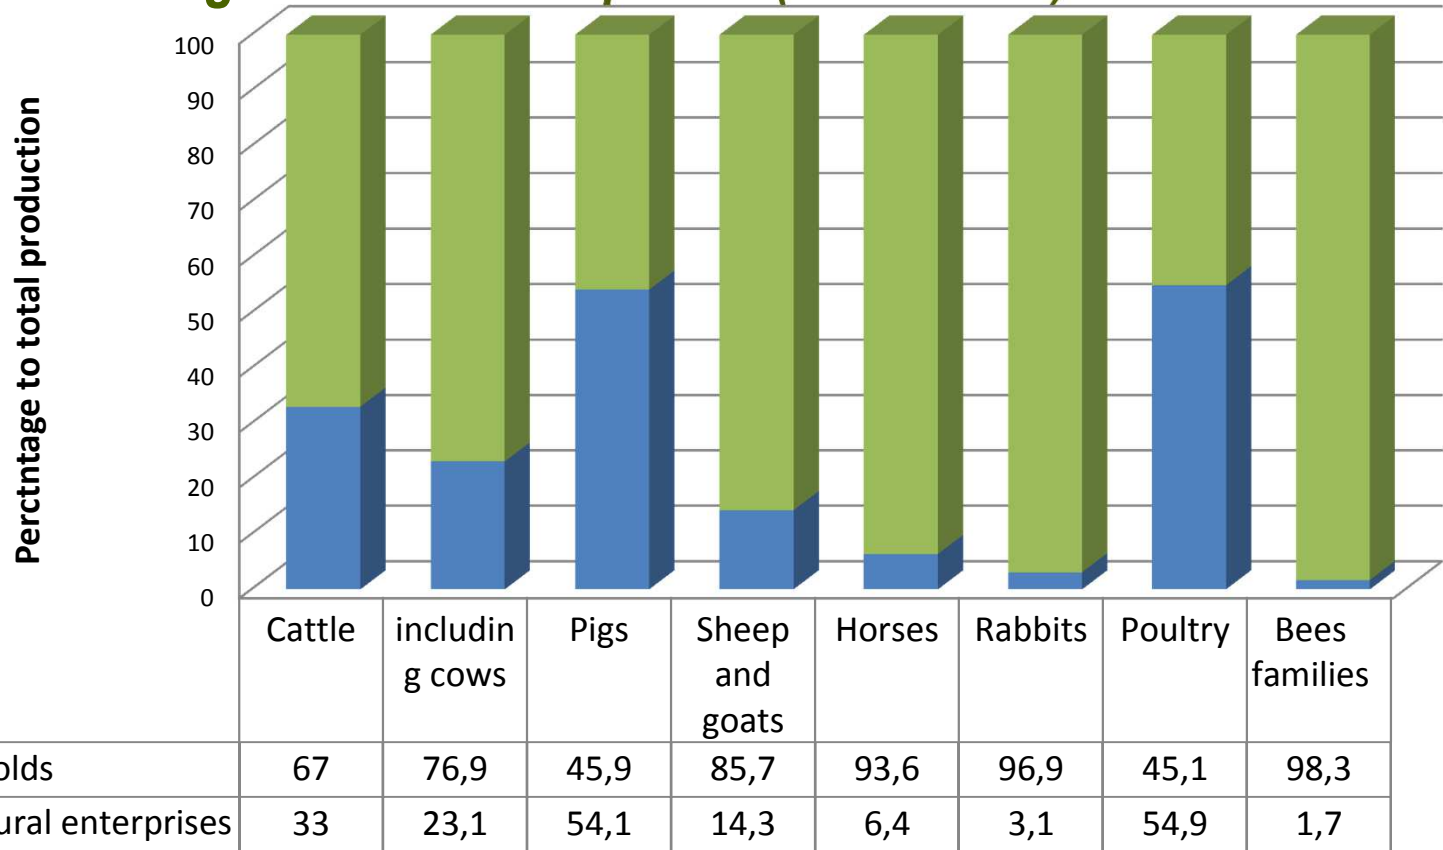 Perctntage to total production
100
90
80
70
60
50
40
30
20
10
0
Cattle
includin
g cows
Pigs
Sheep
and
goats
Horses
Rabbits
Poultry
Bees
families
olds 67 76,9 45,9 85,7 93,6 96,9 45,1 98,3
ural enterprises 33 23,1 54,1 14,3 6,4 3,1 54,9 1,7